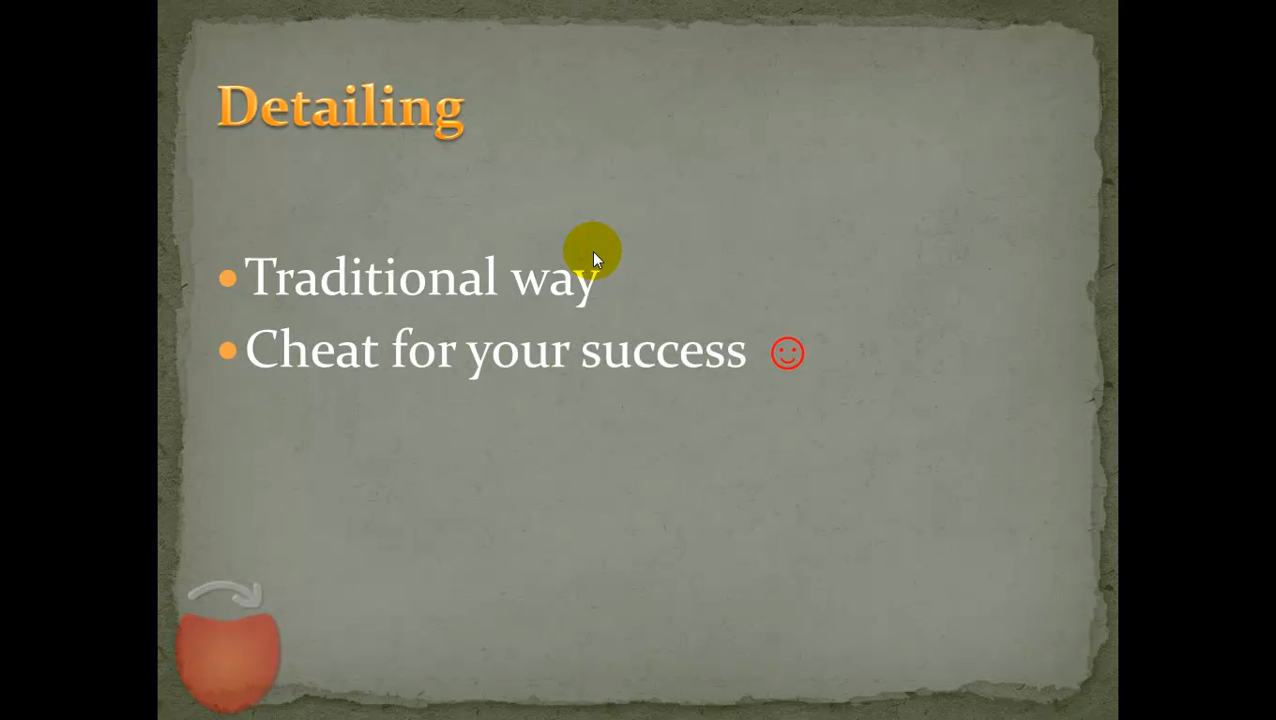 Detailing
• Traditional way
• Cheat for your success ☺